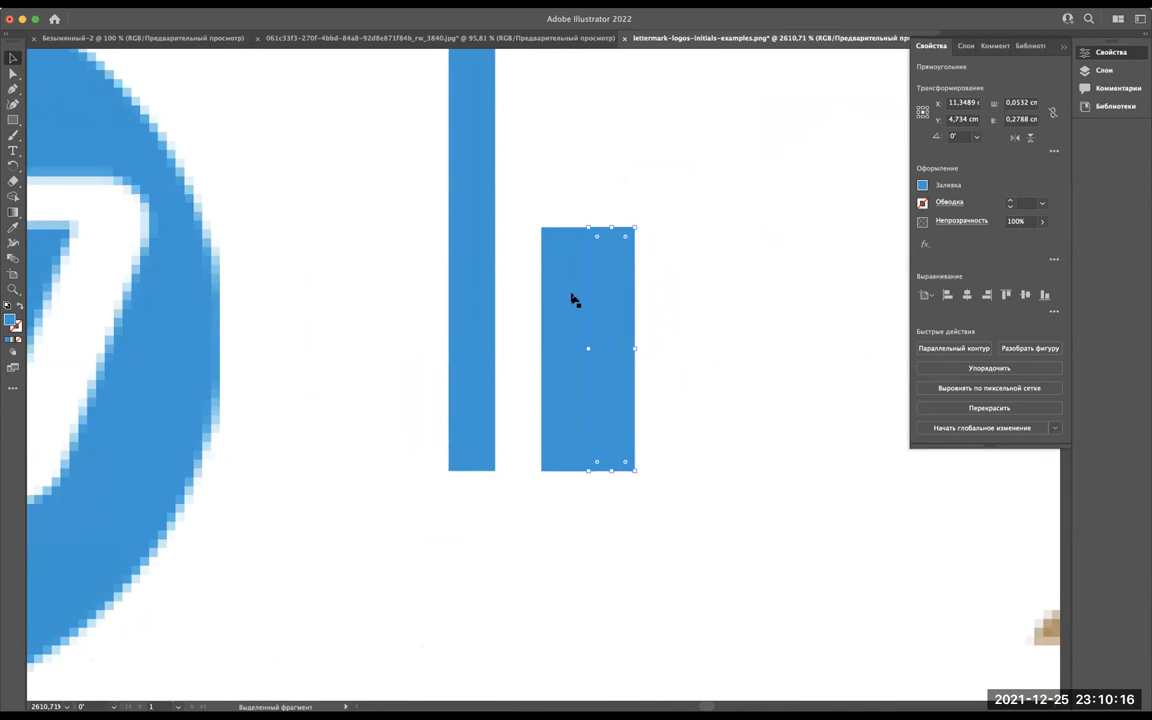 Adobe Illustrator 2022
Безымянный-2 @ 100 % (RGB/Предварительный просмотр)
061c33f3-270f-4bbd-84a8-92d8e871f84b_rw_3840.jpg* @ 95,81 % (RGB/Предварительный просмотр)
lettermark-logos-initials-examples.png* @ 2610,71 % (RGB/Предварительный
Свойства
Слои
Коммент
Библиот
Прямоугольник
Трансформирование
X: 11,3489 Ш: 0,0532 cm
Y: 4,734 cm В: 0,2788 cm
0°
Оформление
Заливка
Обводка
Непрозрачность 100%
fx
Выравнивание
Быстрые действия
Параллельный контур
Разобрать фигуру
Упорядочить
Выровнять по пиксельной сетке
Перекрасить
Начать глобальное изменение
Свойства
Слои
Комментарии
Библиотеки
2610,71%
0°
1
Выделенный фрагмент
2021-12-25 23:10:16